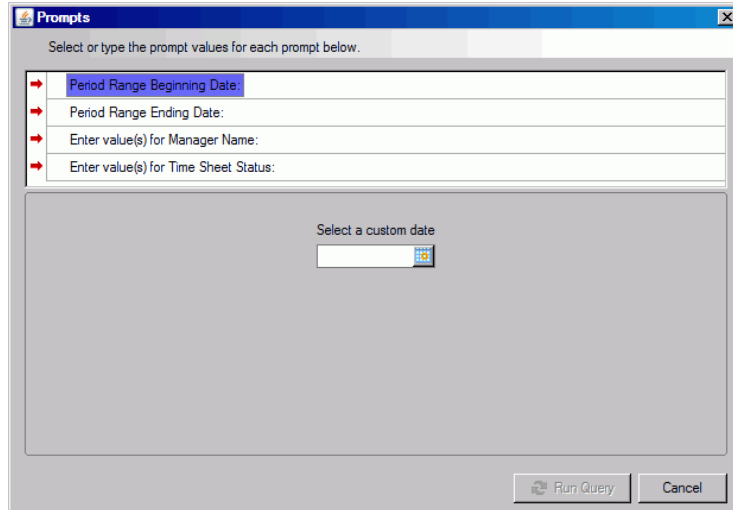 Prompts
Select or type the prompt values for each prompt below.
Period Range Beginning Date:
Period Range Ending Date:
Enter value(s) for Manager Name:
Enter value(s) for Time Sheet Status:
Select a custom date
Run Query
Cancel